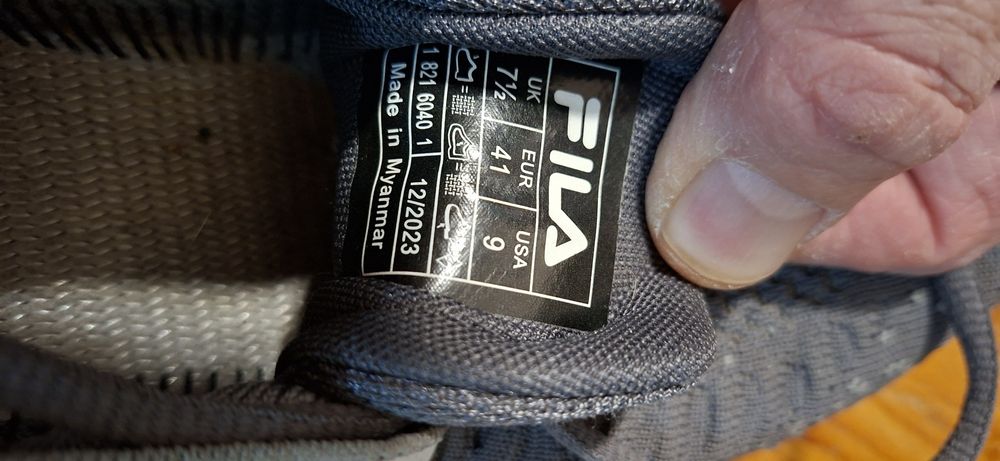 FILA
UK EUR USA
7½ 41 9
= = =
1 821 6040 1 12/2023
Made in Myanmar